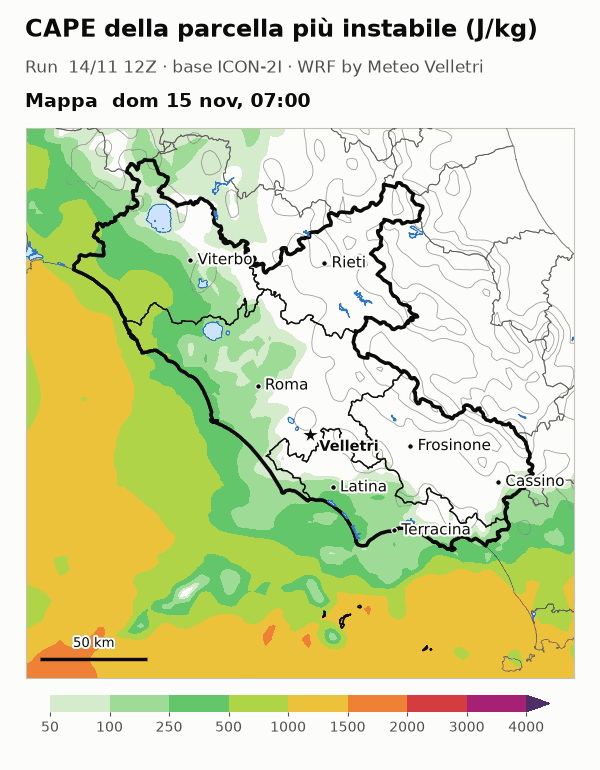 CAPE della parcella più instabile (J/kg)
Run  14/11 12Z · base ICON-2I · WRF by Meteo Velletri
Mappa  dom 15 nov, 07:00
Viterbo
Rieti
Roma
Velletri
Frosinone
Latina
Cassino
Terracina
50 km
50 100 250 500 1000 1500 2000 3000 4000